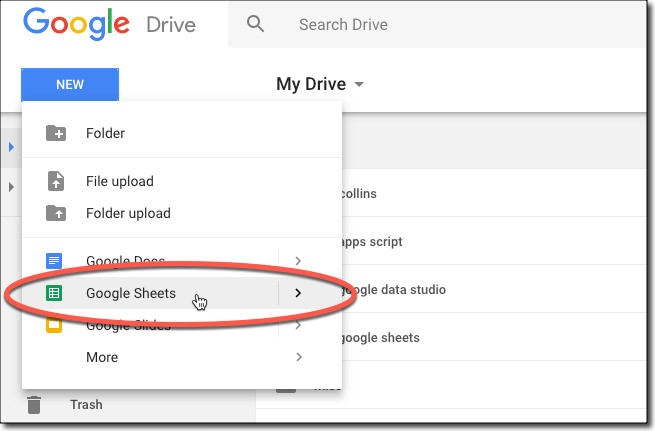 Google Drive
Search Drive
NEW
My Drive
Folder
File upload
Folder upload
collins
apps script
Google Docs
google data studio
Google Sheets
Google Slides
google sheets
More
Trash